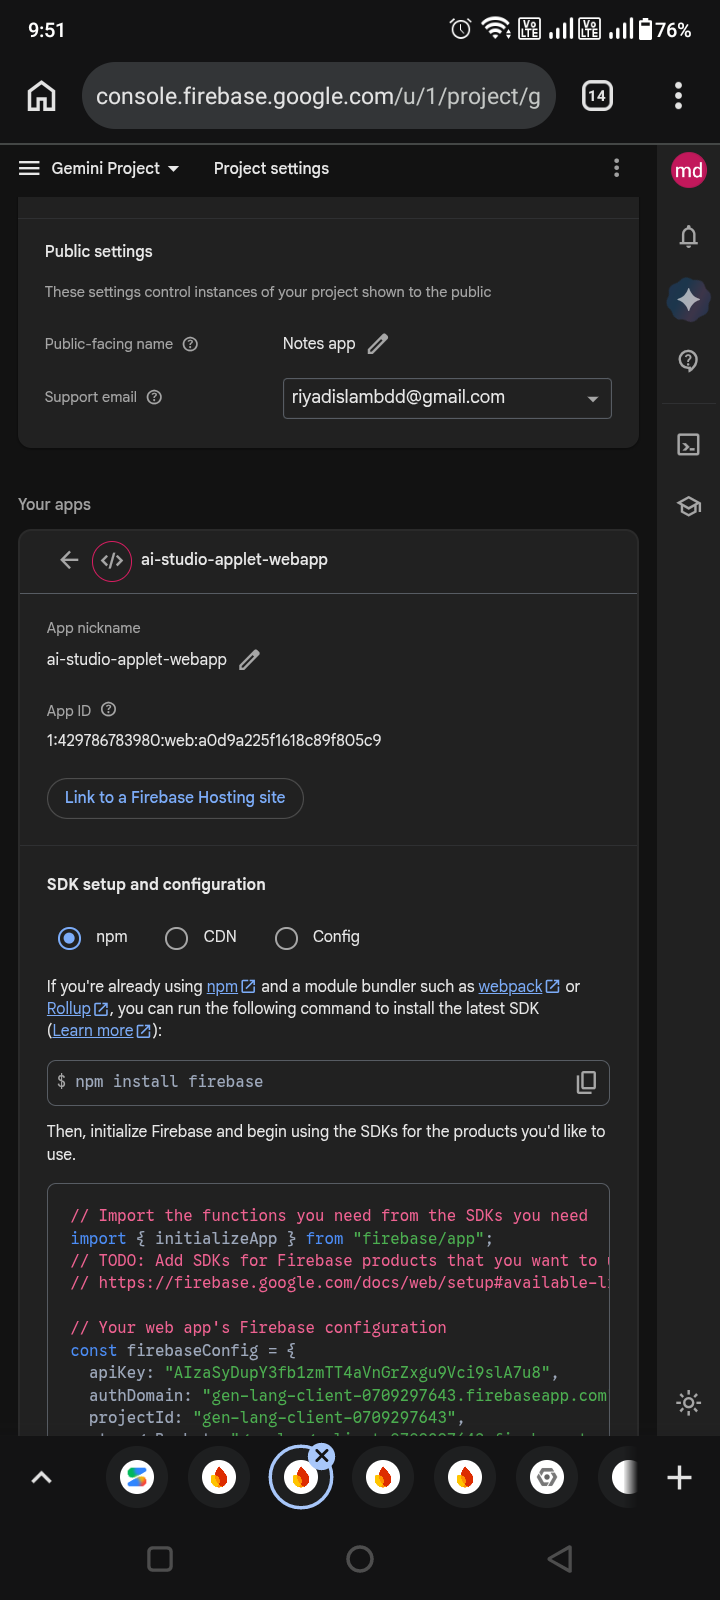 9:51
Vo LTE
Vo LTE
76%
console.firebase.google.com/u/1/project/g
14
Gemini Project
Project settings
md
Public settings
These settings control instances of your project shown to the public
Public-facing name
Notes app
Support email
riyadislambdd@gmail.com
Your apps
ai-studio-applet-webapp
App nickname
ai-studio-applet-webapp
App ID
1:429786783980:web:a0d9a225f1618c89f805c9
Link to a Firebase Hosting site
SDK setup and configuration
npm
CDN
Config
If you're already using npm and a module bundler such as webpack or
Rollup, you can run the following command to install the latest SDK
(Learn more):
$ npm install firebase
Then, initialize Firebase and begin using the SDKs for the products you'd like to
use.
// Import the functions you need from the SDKs you need
import { initializeApp } from "firebase/app";
// TODO: Add SDKs for Firebase products that you want to
// https://firebase.google.com/docs/web/setup#available-li
// Your web app's Firebase configuration
const firebaseConfig = {
apiKey: "AIzaSyDupY3fb1zmTT4aVnGrZxgu9Vci9slA7u8",
authDomain: "gen-lang-client-0709297643.firebaseapp.com
projectId: "gen-lang-client-0709297643",